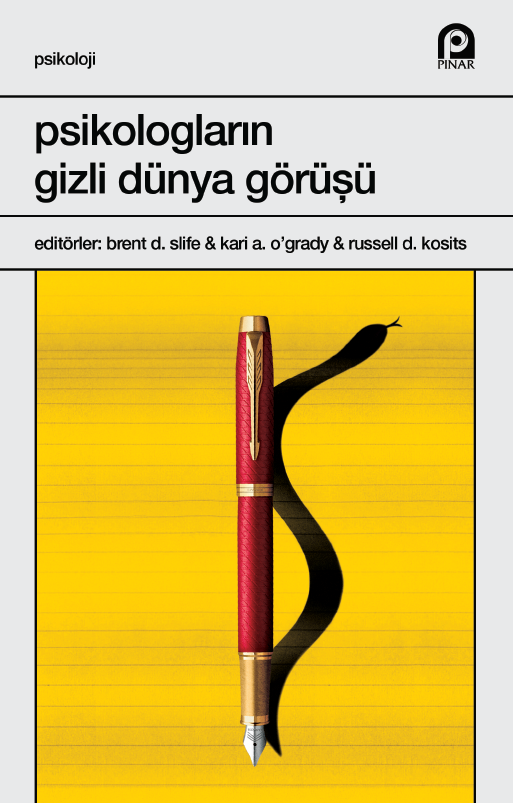 psikoloji
PINAR
psikologların
gizli dünya görüşü
editörler: brent d. slife & kari a. o'grady & russell d. kosits